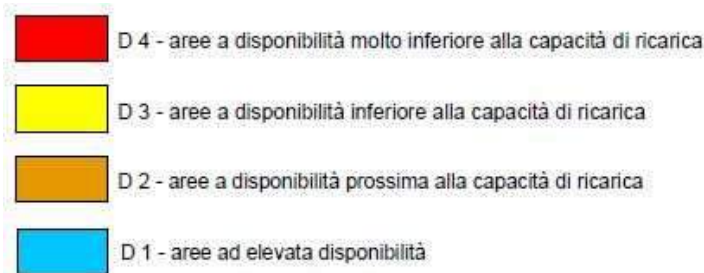 D 4 - aree a disponibilità molto inferiore alla capacità di ricarica
D 3 - aree a disponibilità inferiore alla capacità di ricarica
D 2 - aree a disponibilità prossima alla capacità di ricarica
D 1 - aree ad elevata disponibilità